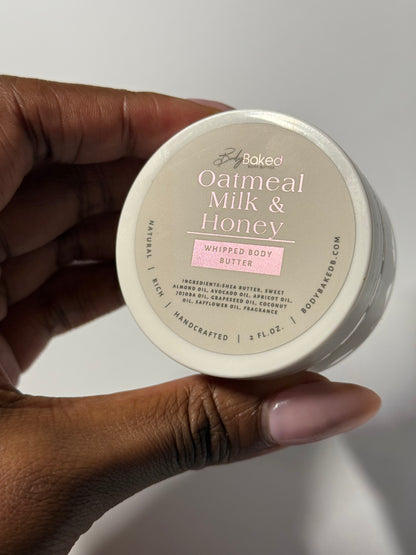 Body Baked
Oatmeal
Milk &
Honey
WHIPPED BODY
BUTTER
INGREDIENTS:SHEA BUTTER, SWEET
ALMOND OIL, AVOCADO OIL, APRICOT OIL,
JOJOBA OIL, GRAPESEED OIL, COCONUT
OIL, SAFFLOWER OIL, FRAGRANCE
NATURAL | RICH | HANDCRAFTED | 2 FL.OZ. | BODYBAKEDB.COM